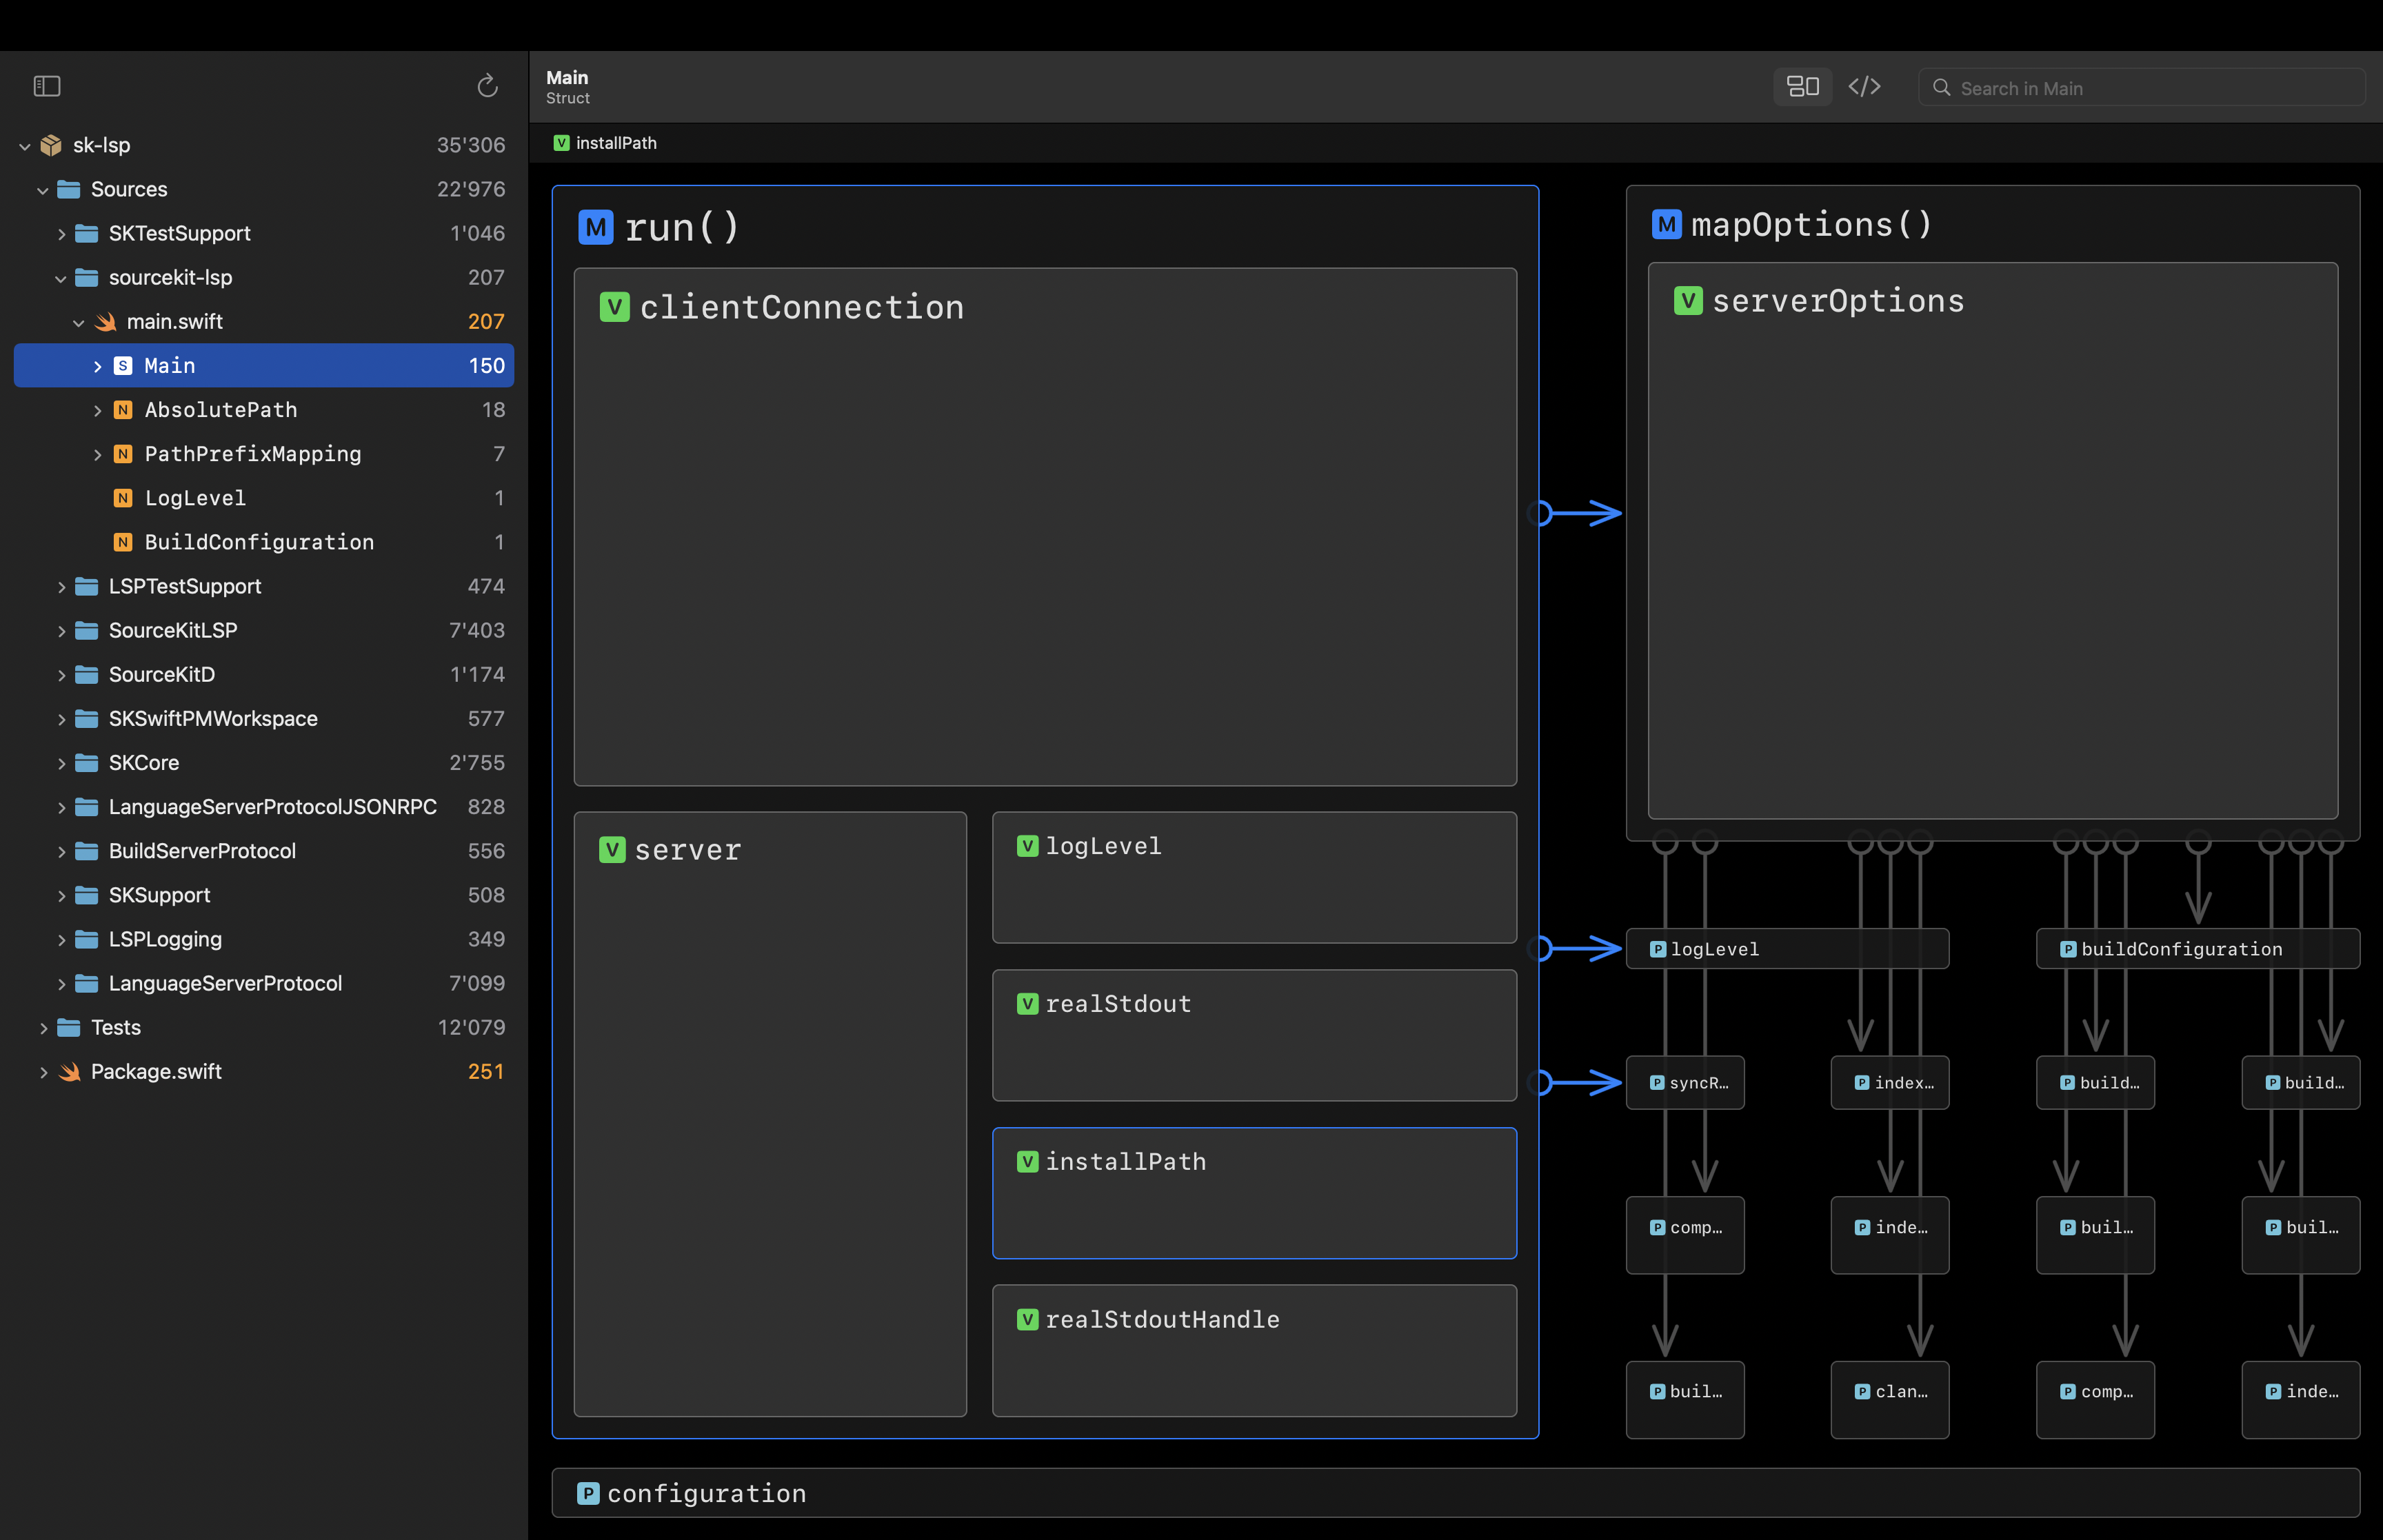 sk-lsp 35'306
Sources 22'976
SKTestSupport 1'046
sourcekit-lsp 207
main.swift 207
S Main 150
N AbsolutePath 18
N PathPrefixMapping 7
N LogLevel 1
N BuildConfiguration 1
LSPTestSupport 474
SourceKitLSP 7'403
SourceKitD 1'174
SKSwiftPMWorkspace 577
SKCore 2'755
LanguageServerProtocolJSONRPC 828
BuildServerProtocol 556
SKSupport 508
LSPLogging 349
LanguageServerProtocol 7'099
Tests 12'079
Package.swift 251
Main
Struct
</> Search in Main
V installPath
M run()
V clientConnection
V server
V logLevel
V realStdout
V installPath
V realStdoutHandle
M mapOptions()
V serverOptions
P logLevel
P buildConfiguration
P syncR…
P index…
P build…
P build…
P comp…
P inde…
P buil…
P buil…
P buil…
P clan…
P comp…
P inde…
P configuration